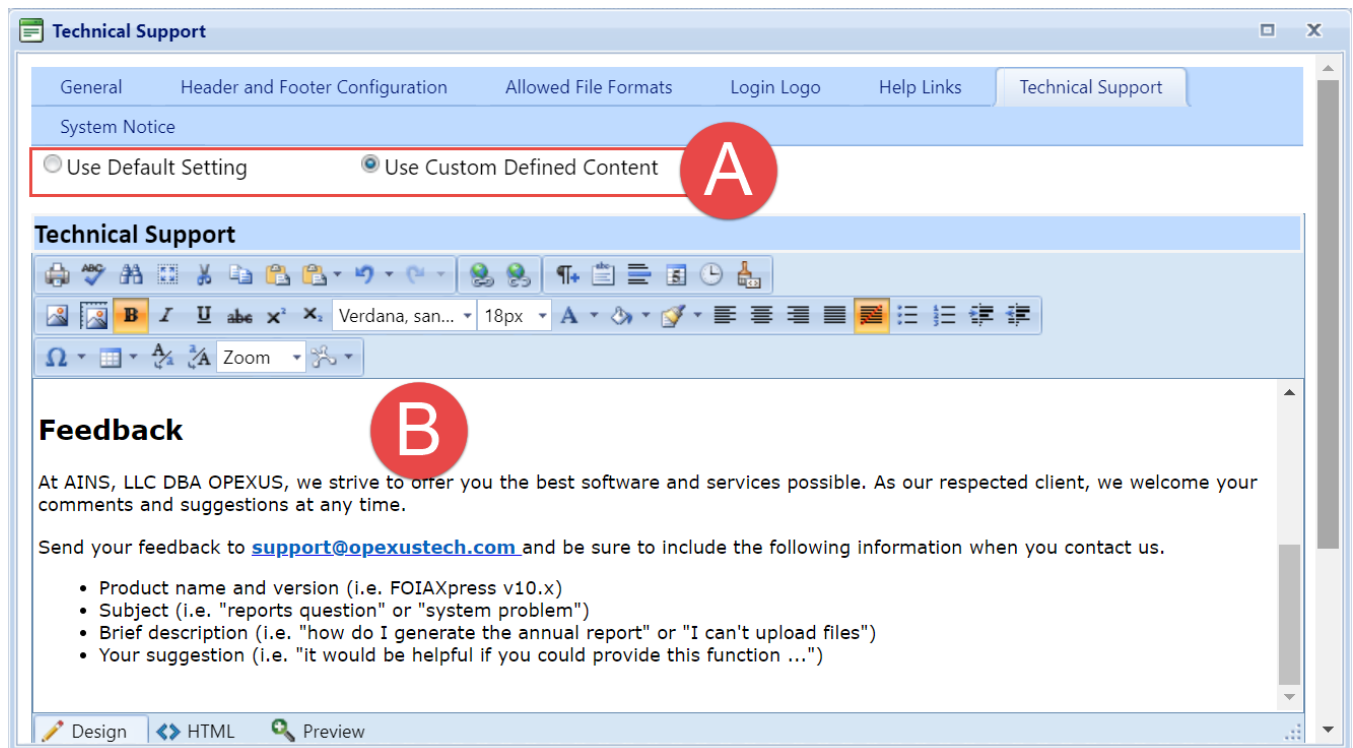 Technical Support
General Header and Footer Configuration Allowed File Formats Login Logo Help Links Technical Support
System Notice
Use Default Setting Use Custom Defined Content A
Technical Support
ABC abc 5
B I U abe x² X₂ Verdana, san... 18px A
Ω A a a A Zoom
Feedback B
At AINS, LLC DBA OPEXUS, we strive to offer you the best software and services possible. As our respected client, we welcome your
comments and suggestions at any time.
Send your feedback to support@opexustech.com and be sure to include the following information when you contact us.
• Product name and version (i.e. FOIAXpress v10.x)
• Subject (i.e. "reports question" or "system problem")
• Brief description (i.e. "how do I generate the annual report" or "I can't upload files")
• Your suggestion (i.e. "it would be helpful if you could provide this function ...")
Design HTML Preview